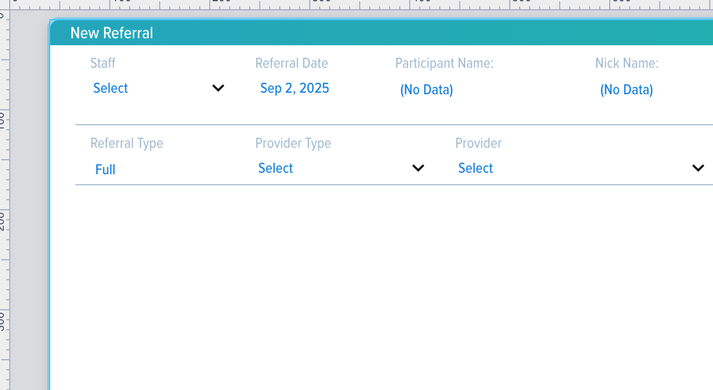 New Referral
Staff Referral Date Participant Name: Nick Name:
Select Sep 2, 2025 (No Data) (No Data)
Referral Type Provider Type Provider
Full Select Select